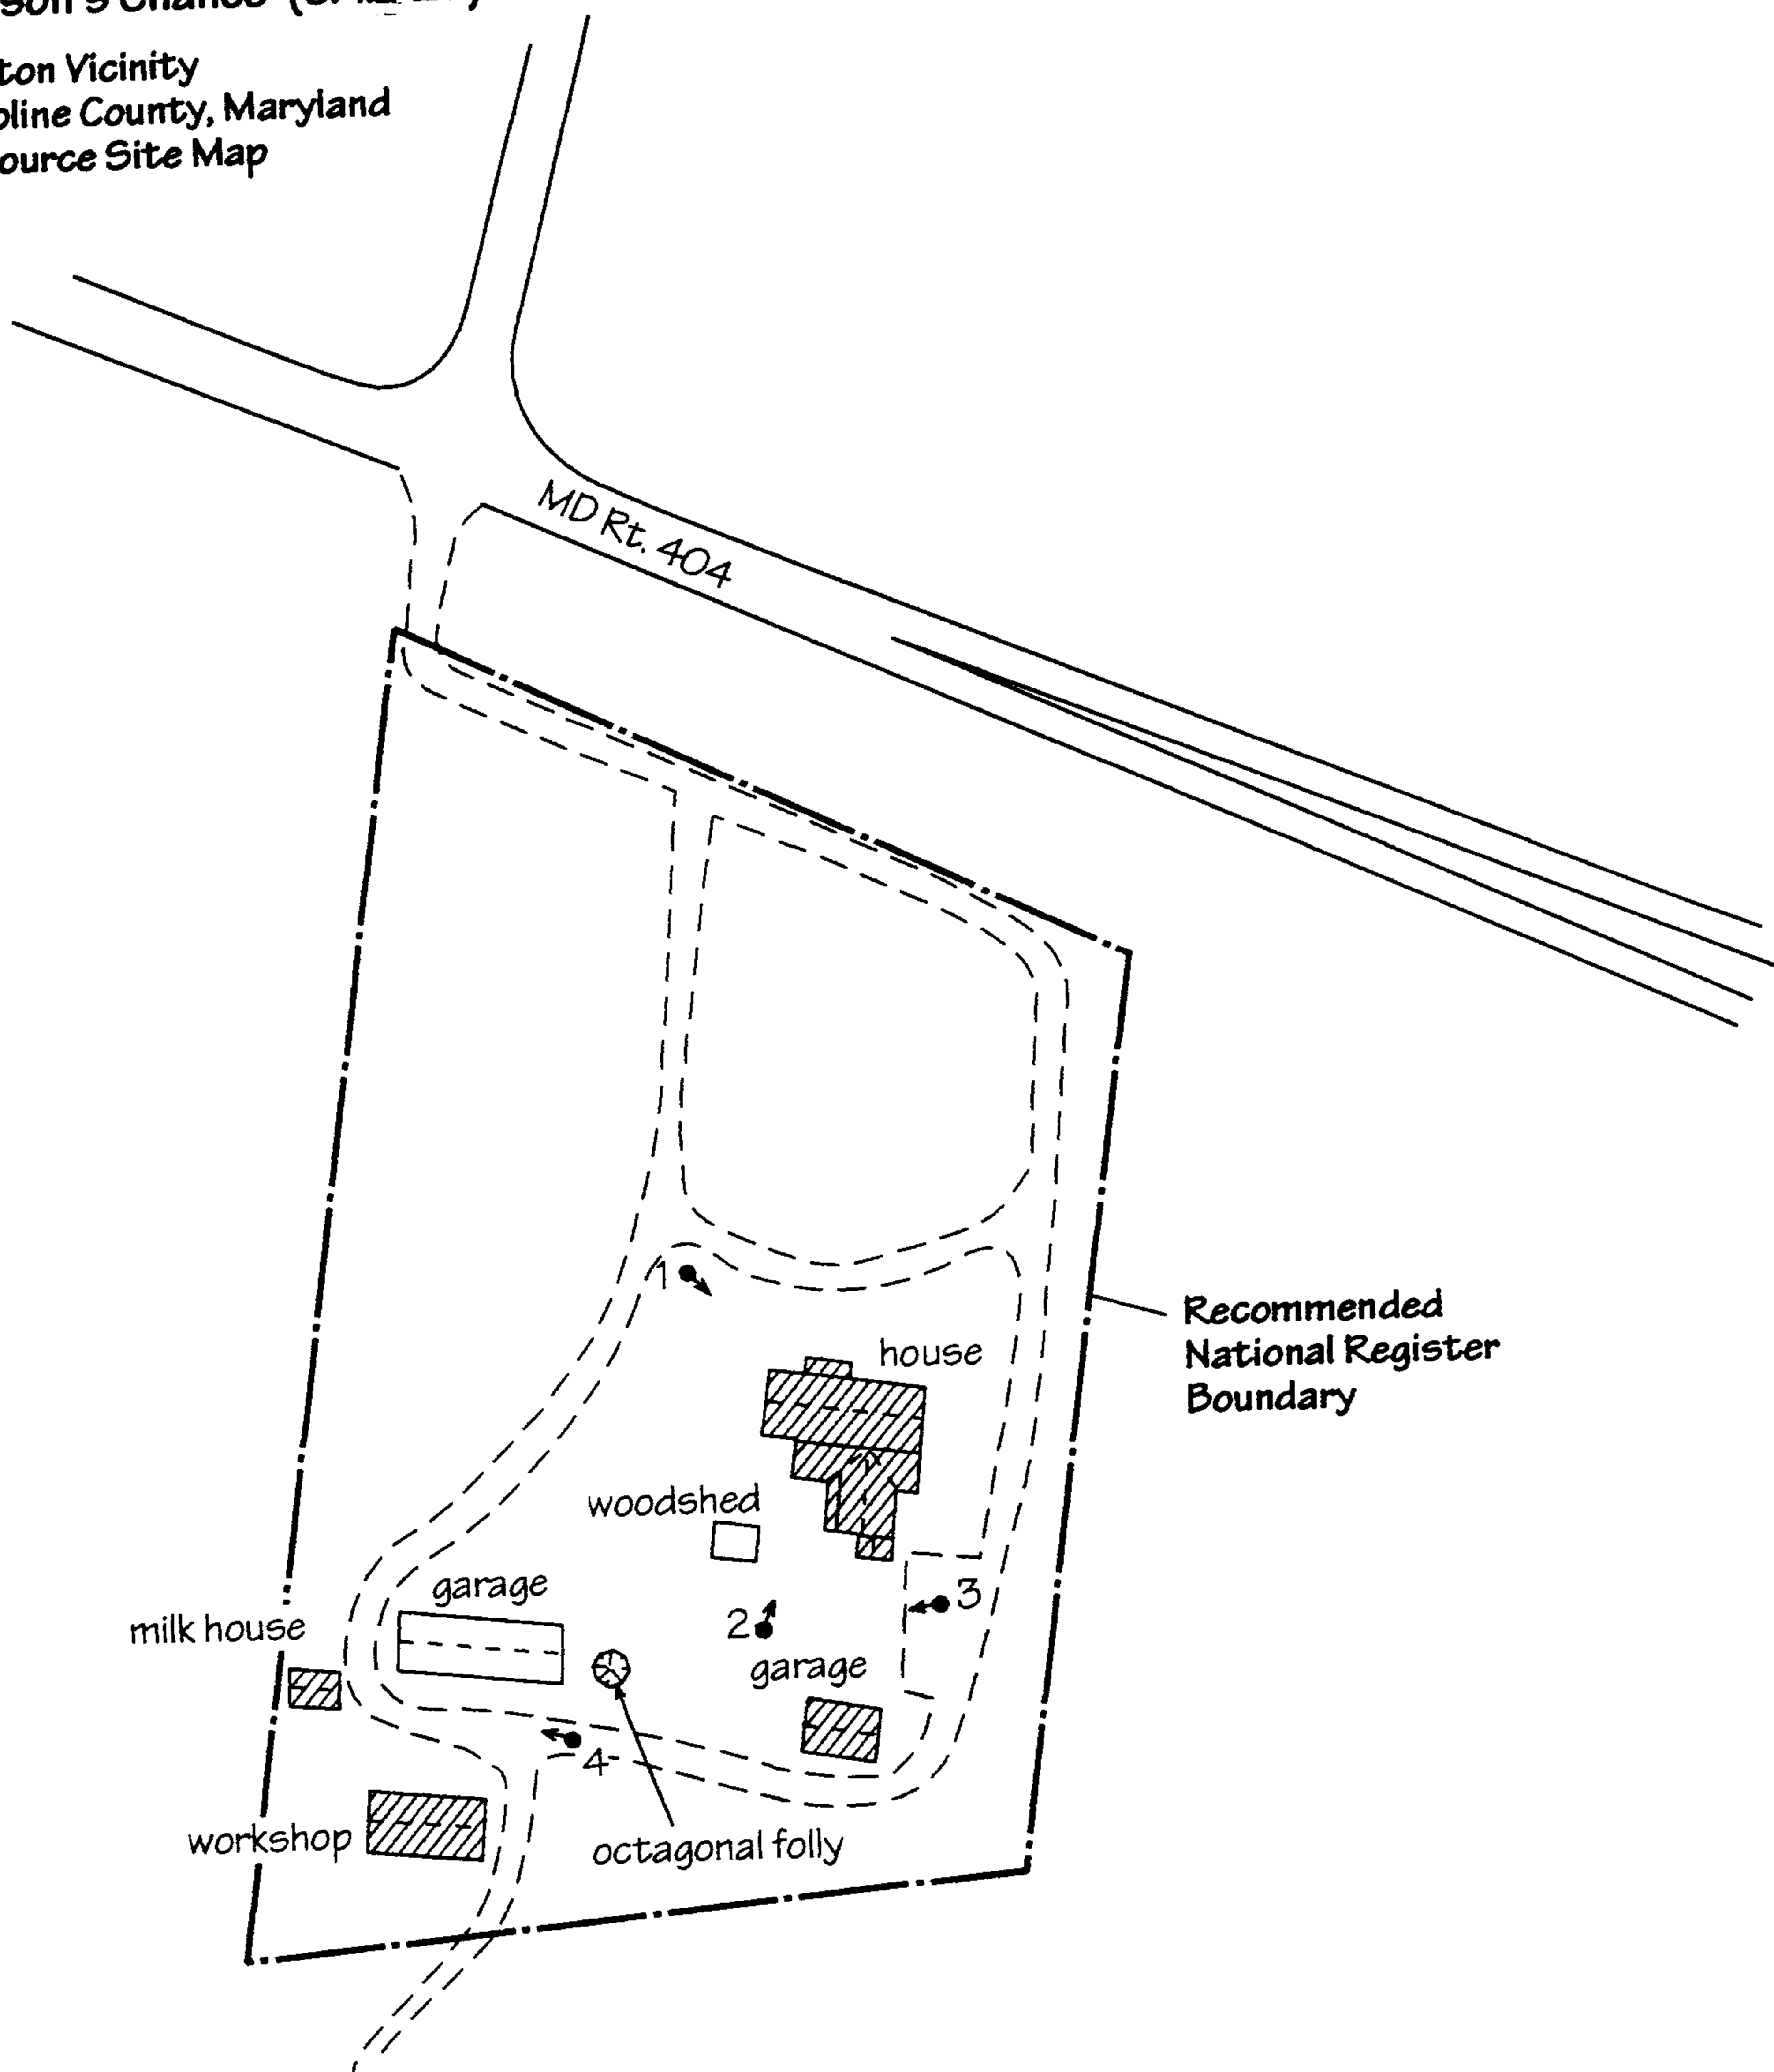 Chance
ton Vicinity
oline County, Maryland
ource Site Map
MD Rt. 404
1
house
Recommended
National Register
Boundary
woodshed
garage
3
milk house
2
garage
4
workshop
octagonal folly